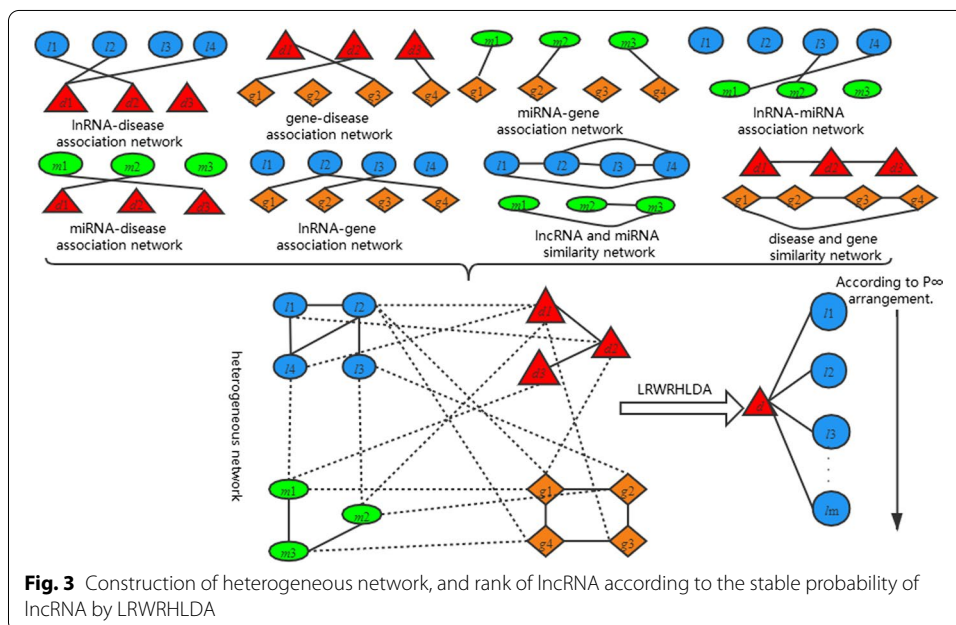 l1 l2 l3 l4
d1 d2 d3
lnRNA-disease
association network
d1 d2 d3
g1 g2 g3 g4
gene-disease
association network
m1 m2 m3
g1 g2 g3 g4
miRNA-gene
association network
l1 l2 l3 l4
m1 m2 m3
lnRNA-miRNA
association network
m1 m2 m3
d1 d2 d3
miRNA-disease
association network
l1 l2 l3 l4
g1 g2 g3 g4
lnRNA-gene
association network
l1 l2 l3 l4
m1 m2 m3
lncRNA and miRNA
similarity network
d1 d2 d3
g1 g2 g3 g4
disease and gene
similarity network
According to P∞
arrangement.
heterogeneous network
l1 l2
l4 l3
d1
d2
d3
m1
m2
m3
g1 g2
g4 g3
LRWRHLDA
d
l1
l2
l3
lm
Fig. 3 Construction of heterogeneous network, and rank of lncRNA according to the stable probability of
lncRNA by LRWRHLDA